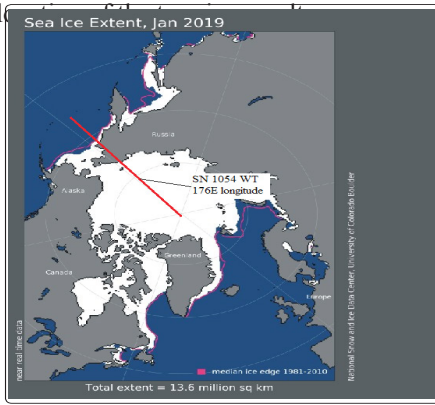 Sea Ice Extent, Jan 2019
Russia
SN 1054 WT
176E longitude
Alaska
Greenland
Canada
Europe
near real time data
National Snow and Ice Data Center, University of Colorado Boulder
median ice edge 1981-2010
Total extent = 13.6 million sq km